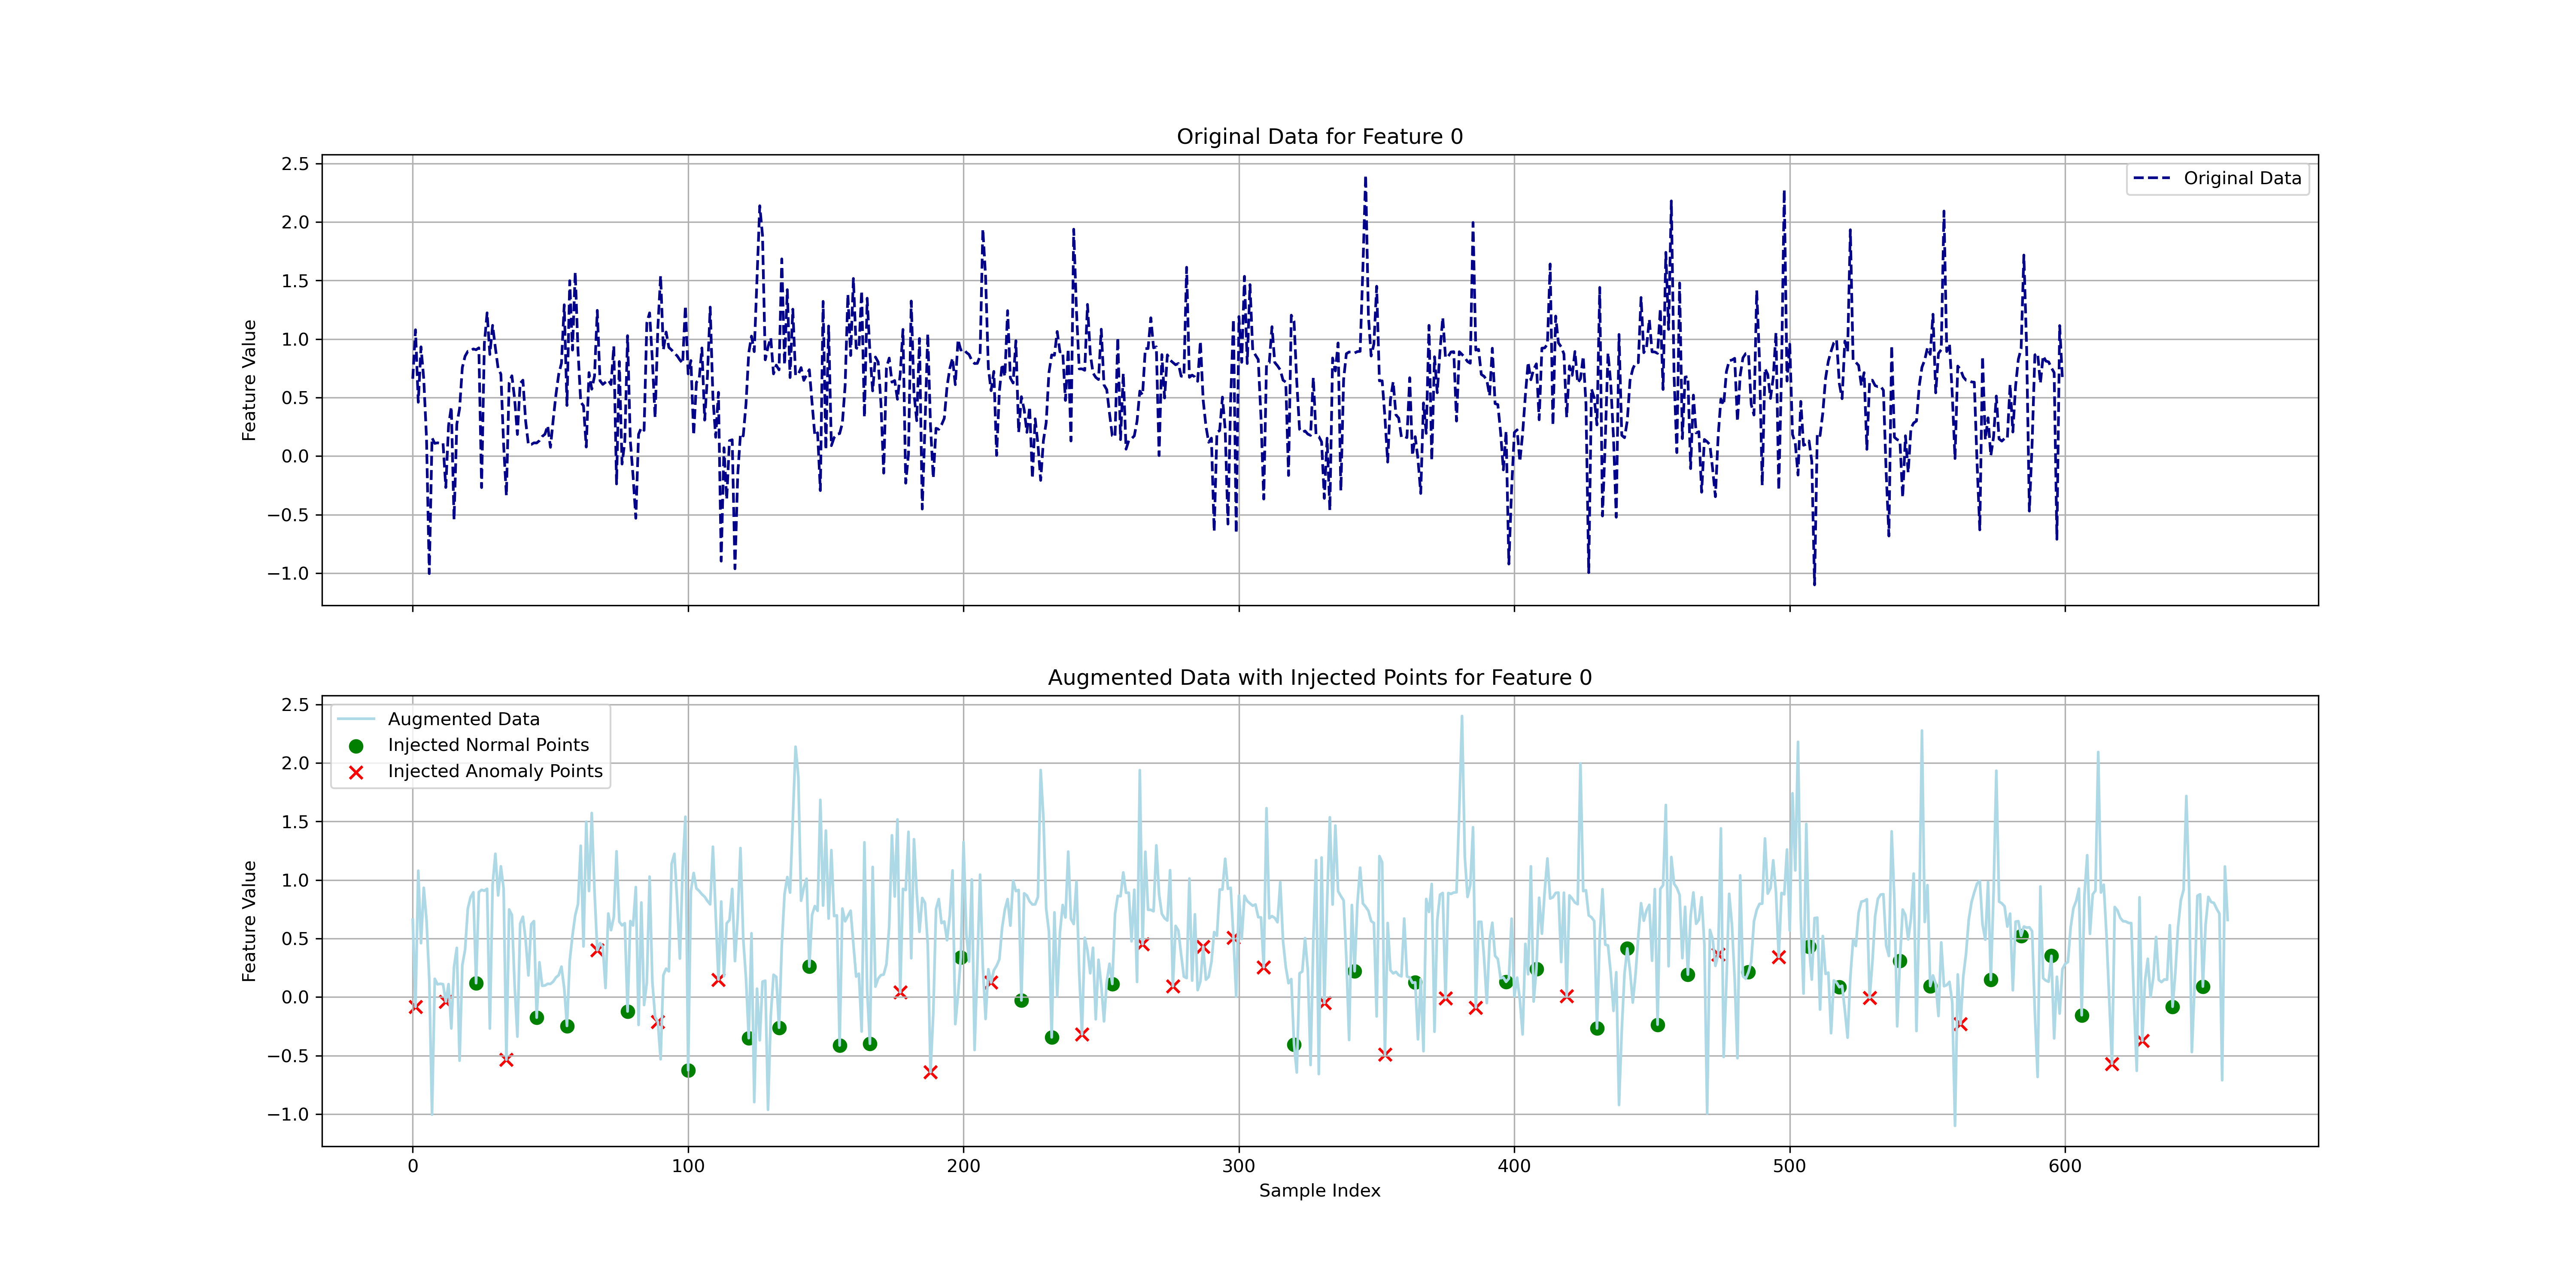 Original Data for Feature 0
2.5
2.0
1.5
1.0
0.5
0.0
−0.5
−1.0
Feature Value
Original Data
Augmented Data with Injected Points for Feature 0
2.5
2.0
1.5
1.0
0.5
0.0
−0.5
−1.0
Feature Value
Augmented Data
Injected Normal Points
Injected Anomaly Points
0 100 200 300 400 500 600
Sample Index